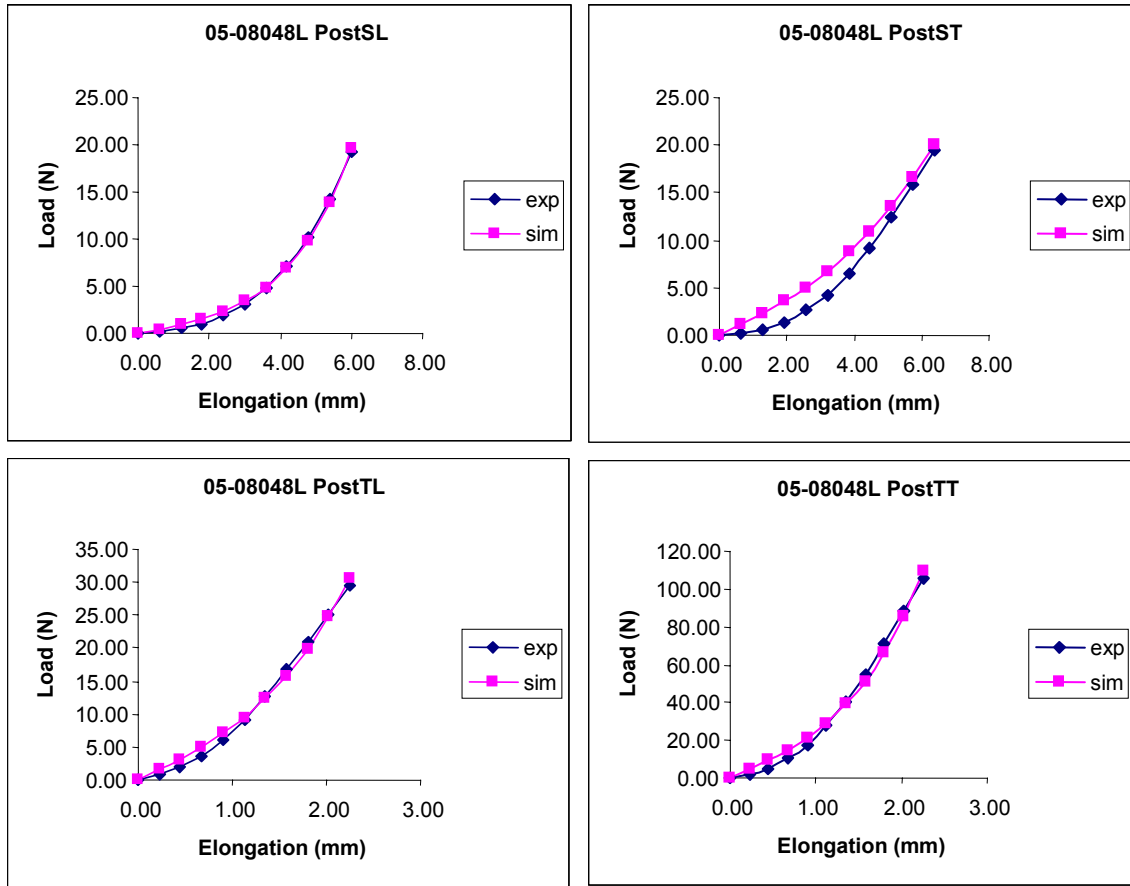 05-08048L PostSL
25.00
20.00
15.00
10.00
5.00
0.00
0.00 2.00 4.00 6.00 8.00
Load (N)
Elongation (mm)
exp
sim
05-08048L PostST
25.00
20.00
15.00
10.00
5.00
0.00
0.00 2.00 4.00 6.00 8.00
Load (N)
Elongation (mm)
exp
sim
05-08048L PostTL
35.00
30.00
25.00
20.00
15.00
10.00
5.00
0.00
0.00 1.00 2.00 3.00
Load (N)
Elongation (mm)
exp
sim
05-08048L PostTT
120.00
100.00
80.00
60.00
40.00
20.00
0.00
0.00 1.00 2.00 3.00
Load (N)
Elongation (mm)
exp
sim